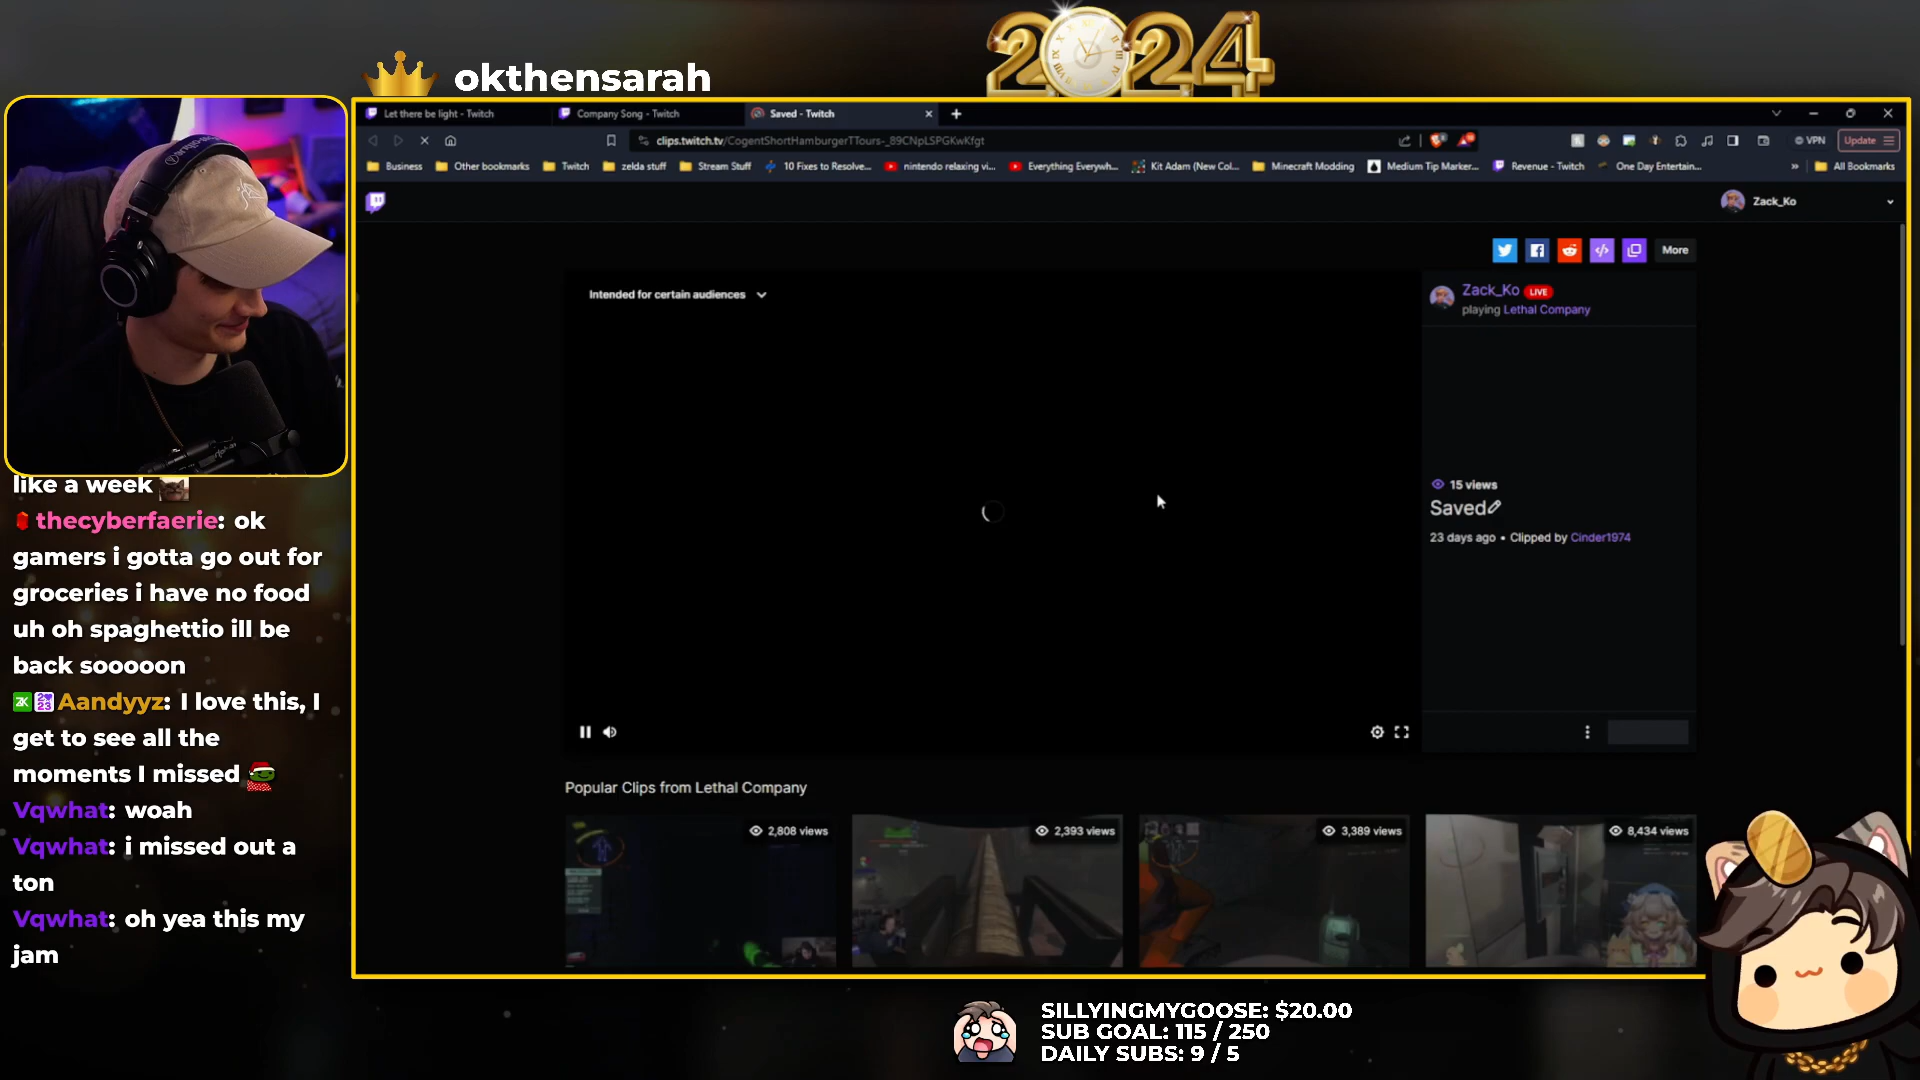 2024
okthensarah
Let there be light - Twitch
Company Song - Twitch
Saved - Twitch
clips.twitch.tv/CogentShortHamburgerTTours-_89CNpLSPGKwKfgt
VPN
Update
Business
Other bookmarks
Twitch
zelda stuff
Stream Stuff
10 Fixes to Resolve...
nintendo relaxing vi...
Everything Everywh...
Kit Adam (New Col...
Minecraft Modding
Medium Tip Marker...
Revenue - Twitch
One Day Entertain...
All Bookmarks
Zack_Ko
More
Intended for certain audiences
Zack_Ko LIVE
playing Lethal Company
15 views
Saved
23 days ago • Clipped by Cinder1974
Popular Clips from Lethal Company
2,808 views
2,393 views
3,389 views
8,434 views
like a week
thecyberfaerie: ok
gamers i gotta go out for
groceries i have no food
uh oh spaghettio ill be
back sooooon
Aandyyz: I love this, I
get to see all the
moments I missed
Vqwhat: woah
Vqwhat: i missed out a
ton
Vqwhat: oh yea this my
jam
SILLYINGMYGOOSE: $20.00
SUB GOAL: 115 / 250
DAILY SUBS: 9 / 5